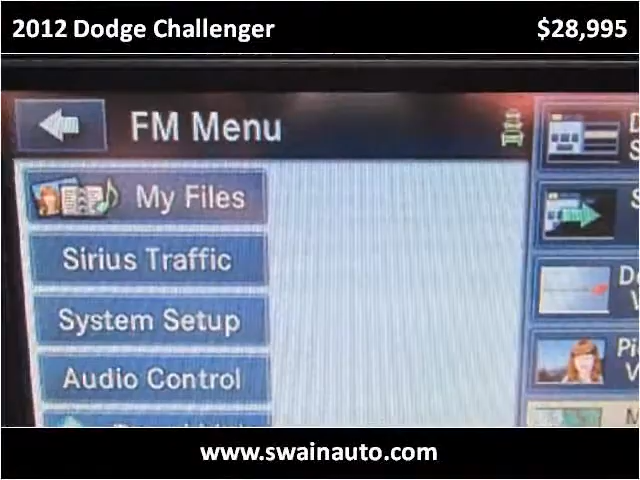 2012 Dodge Challenger $28,995
FM Menu
My Files
Sirius Traffic
System Setup
Audio Control
www.swainauto.com